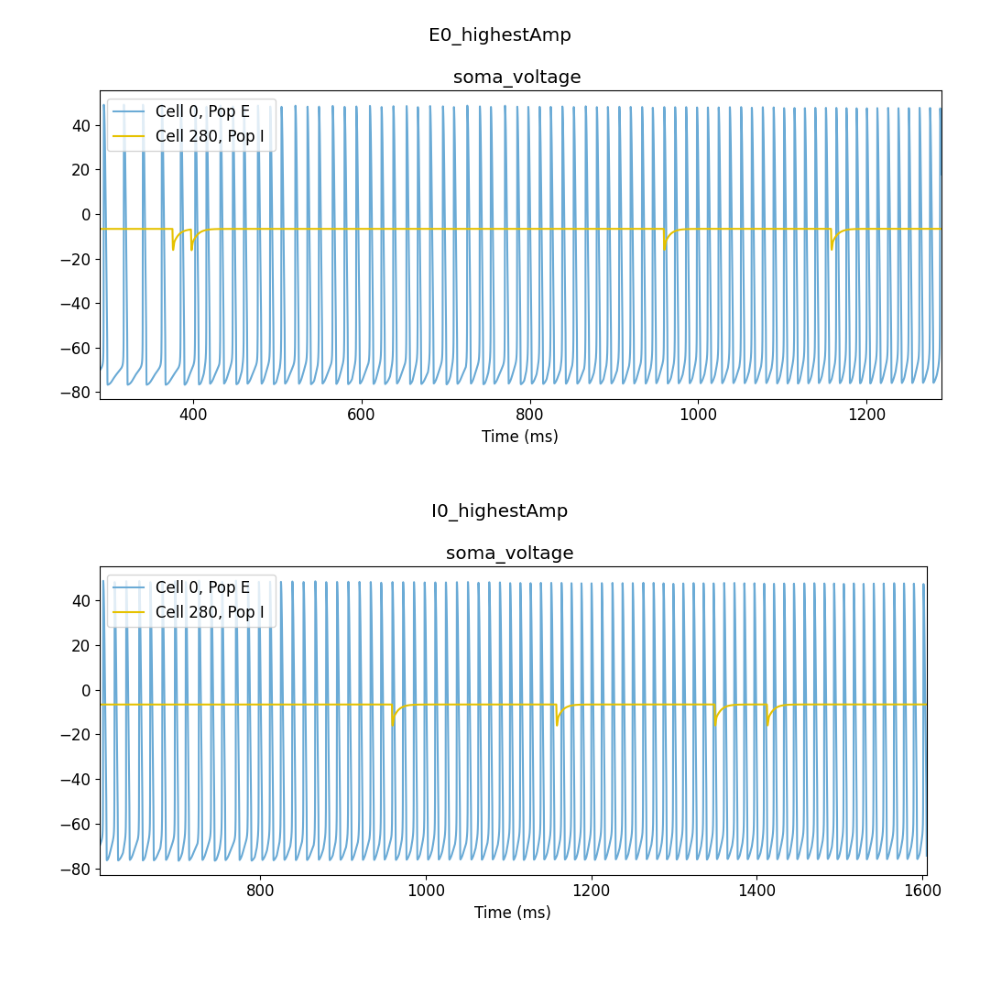 E0_highestAmp
soma_voltage
Cell 0, Pop E
Cell 280, Pop I
40
20
0
−20
−40
−60
−80
400 600 800 1000 1200
Time (ms)
I0_highestAmp
soma_voltage
Cell 0, Pop E
Cell 280, Pop I
40
20
0
−20
−40
−60
−80
800 1000 1200 1400 1600
Time (ms)